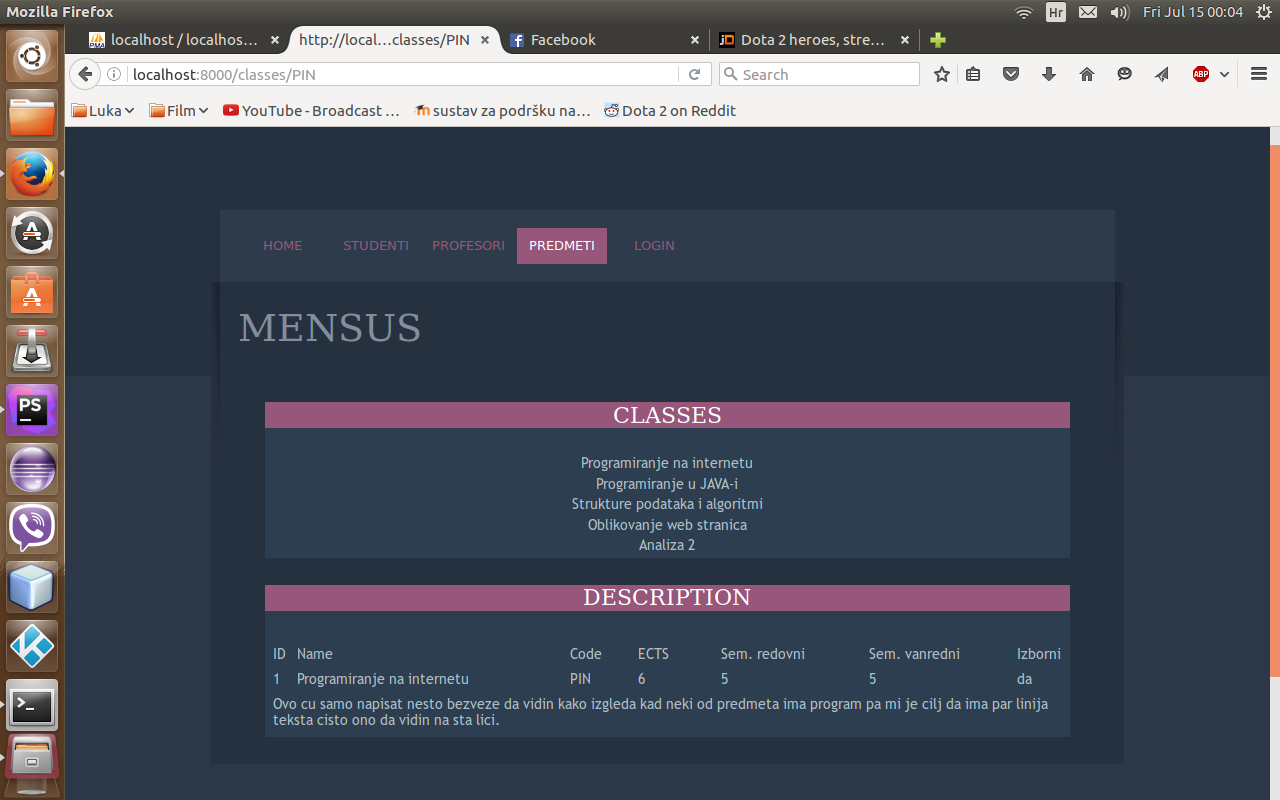 Mozilla Firefox
Hr
Fri Jul 15 00:04
localhost / localhos...
http://local...classes/PIN
Facebook
Dota 2 heroes, stre...
localhost:8000/classes/PIN
Search
ABP
Luka
Film
YouTube - Broadcast ...
sustav za podršku na...
Dota 2 on Reddit
HOME STUDENTI PROFESORI PREDMETI LOGIN
MENSUS
CLASSES
Programiranje na internetu
Programiranje u JAVA-i
Strukture podataka i algoritmi
Oblikovanje web stranica
Analiza 2
DESCRIPTION
ID Name Code ECTS Sem. redovni Sem. vanredni Izborni
1 Programiranje na internetu PIN 6 5 5 da
Ovo cu samo napisat nesto bezveze da vidin kako izgleda kad neki od predmeta ima program pa mi je cilj da ima par linija
teksta cisto ono da vidin na sta lici.
PS